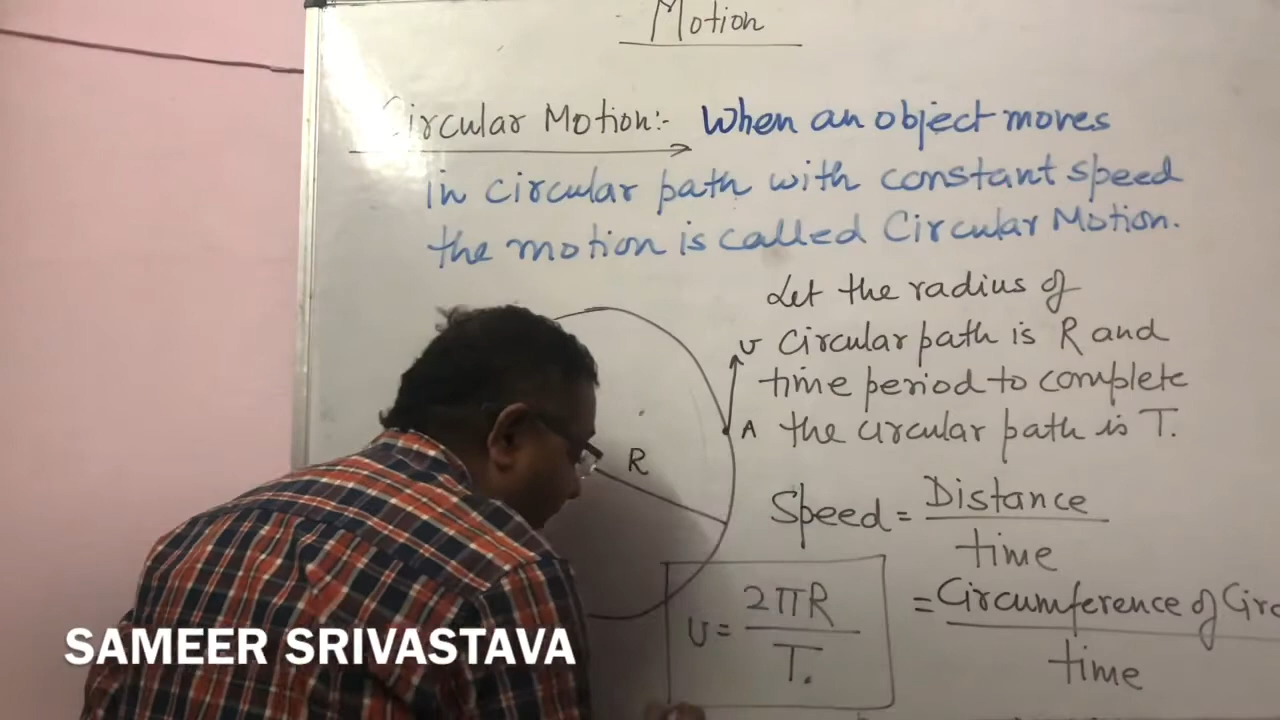 Motion
Circular Motion:- When an object moves
in circular path with constant speed
the motion is called Circular Motion.
Let the radius of
υ circular path is R and
time period to complete
A the circular path is T.
R
Speed = Distance / time
= Circumference of Circ / time
υ = 2πR / T.
SAMEER SRIVASTAVA